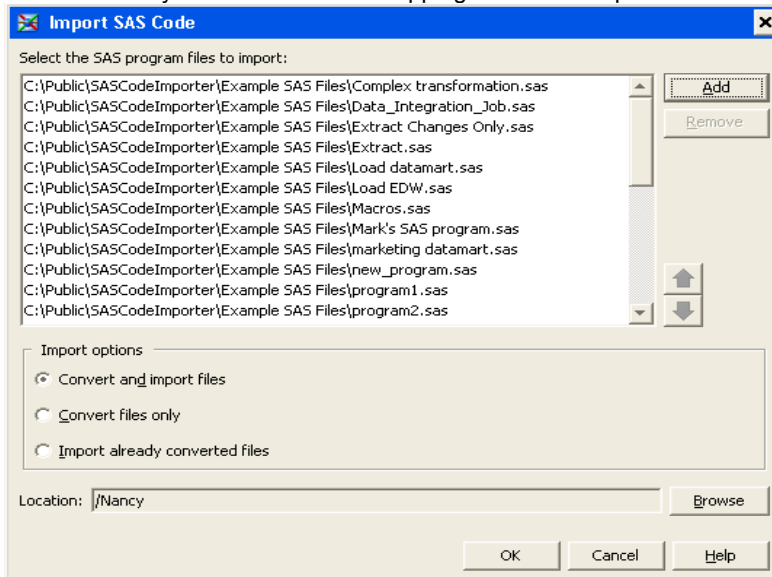 Import SAS Code
Select the SAS program files to import:
C:\Public\SASCodeImporter\Example SAS Files\Complex transformation.sas
Add
C:\Public\SASCodeImporter\Example SAS Files\Data_Integration_Job.sas
C:\Public\SASCodeImporter\Example SAS Files\Extract Changes Only.sas
Remove
C:\Public\SASCodeImporter\Example SAS Files\Extract.sas
C:\Public\SASCodeImporter\Example SAS Files\Load datamart.sas
C:\Public\SASCodeImporter\Example SAS Files\Load EDW.sas
C:\Public\SASCodeImporter\Example SAS Files\Macros.sas
C:\Public\SASCodeImporter\Example SAS Files\Mark's SAS program.sas
C:\Public\SASCodeImporter\Example SAS Files\marketing datamart.sas
C:\Public\SASCodeImporter\Example SAS Files\new_program.sas
C:\Public\SASCodeImporter\Example SAS Files\program1.sas
C:\Public\SASCodeImporter\Example SAS Files\program2.sas
Import options
Convert and import files
Convert files only
Import already converted files
Location: /Nancy
Browse
OK
Cancel
Help